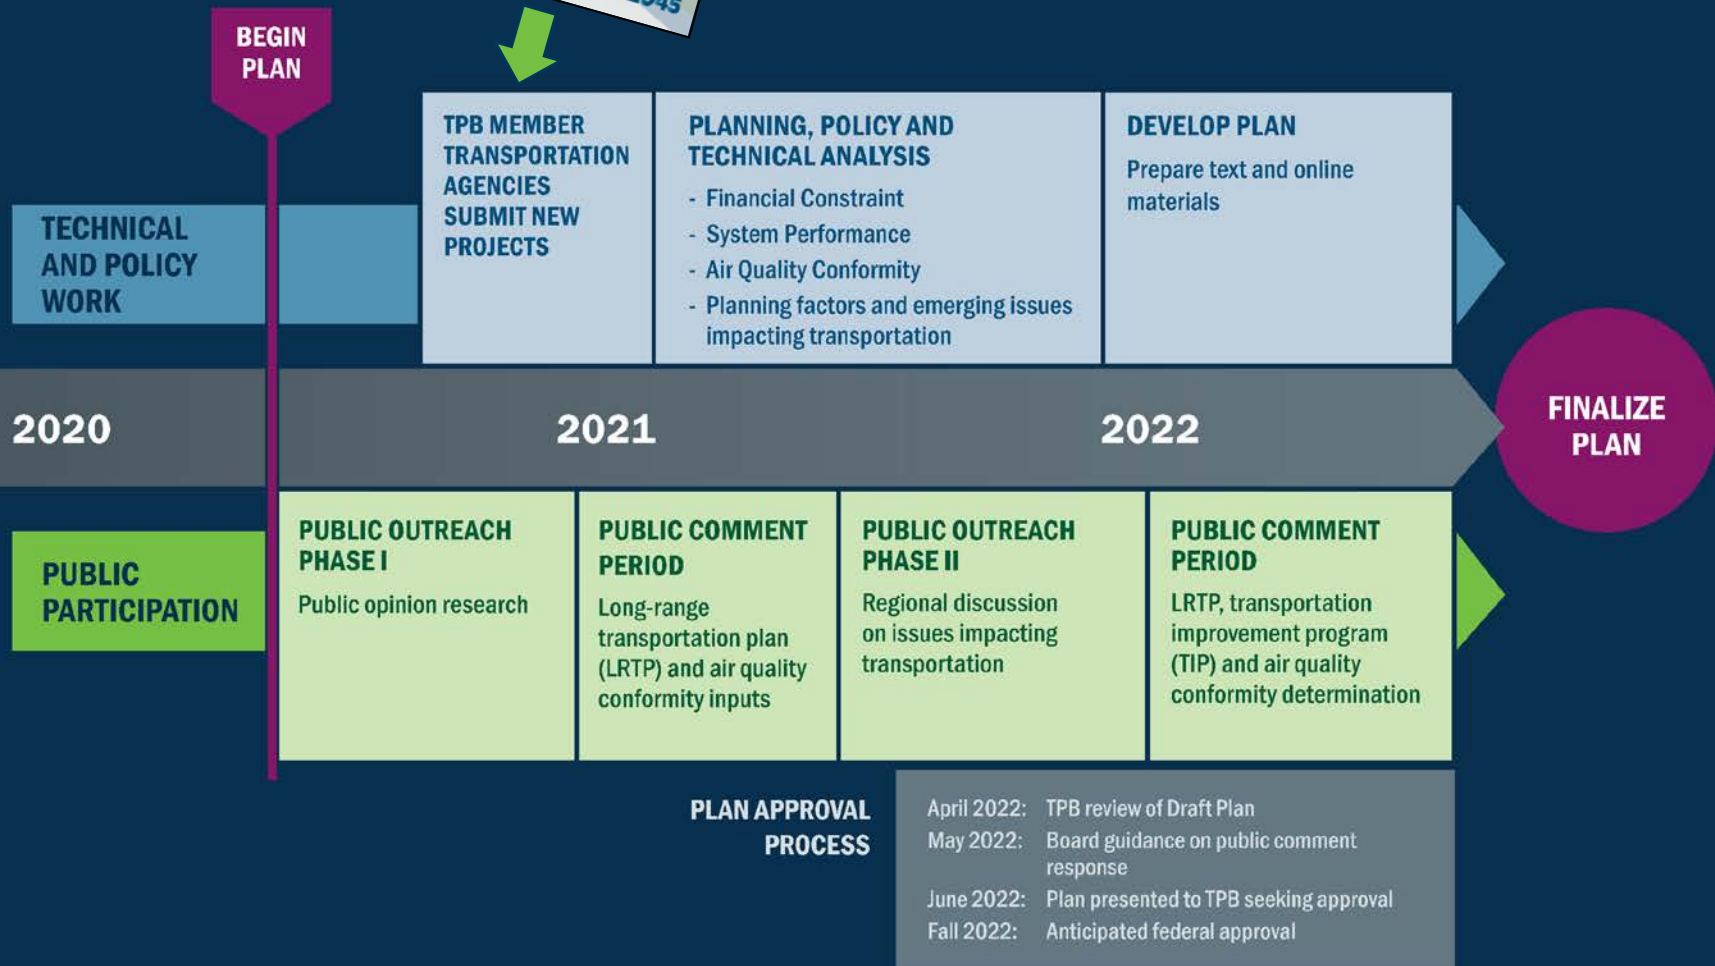 2045
BEGIN
PLAN
TPB MEMBER
TRANSPORTATION
AGENCIES
SUBMIT NEW
PROJECTS
PLANNING, POLICY AND
TECHNICAL ANALYSIS
- Financial Constraint
- System Performance
- Air Quality Conformity
- Planning factors and emerging issues
impacting transportation
DEVELOP PLAN
Prepare text and online
materials
TECHNICAL
AND POLICY
WORK
2020
2021
2022
FINALIZE
PLAN
PUBLIC
PARTICIPATION
PUBLIC OUTREACH
PHASE I
Public opinion research
PUBLIC COMMENT
PERIOD
Long-range
transportation plan
(LRTP) and air quality
conformity inputs
PUBLIC OUTREACH
PHASE II
Regional discussion
on issues impacting
transportation
PUBLIC COMMENT
PERIOD
LRTP, transportation
improvement program
(TIP) and air quality
conformity determination
PLAN APPROVAL
PROCESS
April 2022: TPB review of Draft Plan
May 2022: Board guidance on public comment
response
June 2022: Plan presented to TPB seeking approval
Fall 2022: Anticipated federal approval